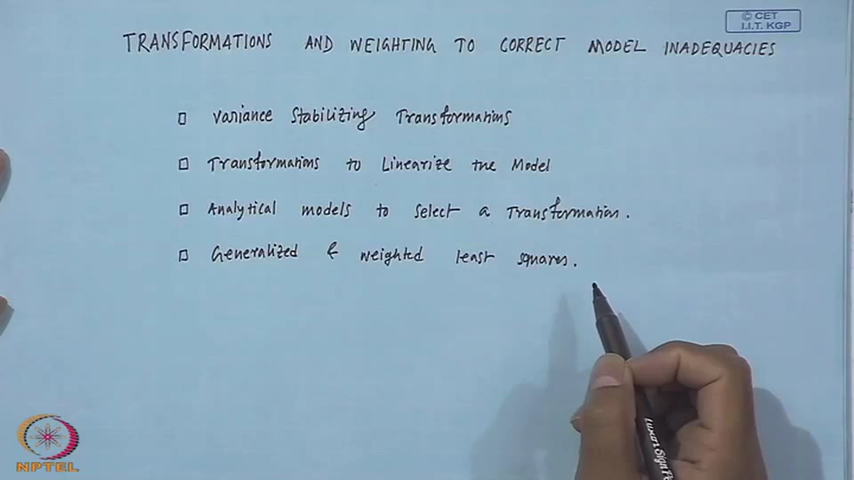 © CET
I.I.T. KGP
TRANSFORMATIONS AND WEIGHTING TO CORRECT MODEL INADEQUACIES
Variance Stabilizing Transformations
Transformations to Linearize the Model
Analytical models to select a Transformation.
Generalized & weighted least squares.
NPTEL